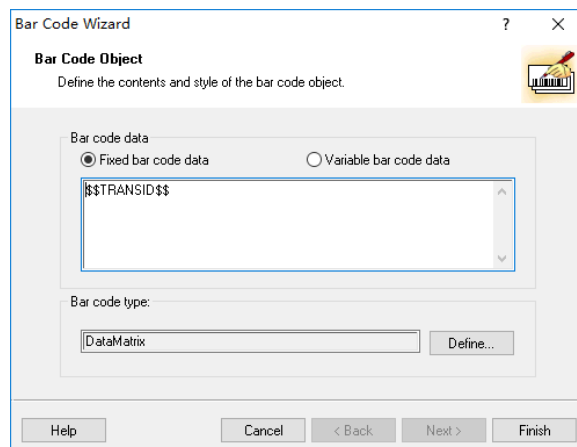 Bar Code Wizard
?
Bar Code Object
Define the contents and style of the bar code object.
Bar code data
Fixed bar code data
Variable bar code data
$$TRANSID$$
Bar code type:
DataMatrix
Define...
Help
Cancel
< Back
Next >
Finish